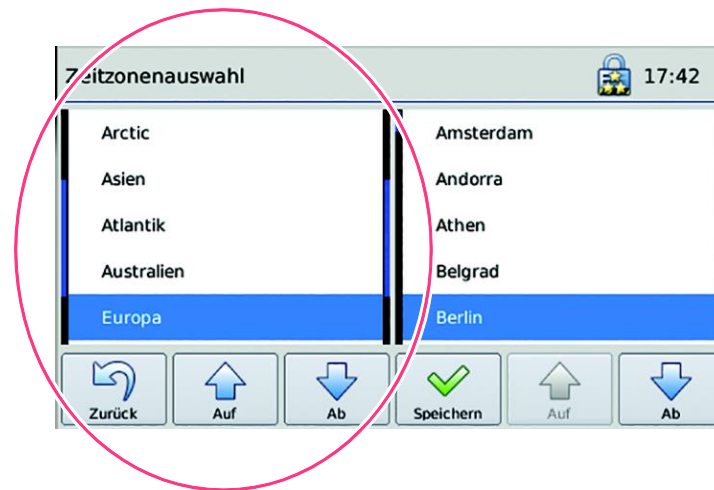 Zeitzonenauswahl 17:42
Arctic
Asien
Atlantik
Australien
Europa
Amsterdam
Andorra
Athen
Belgrad
Berlin
Zurück
Auf
Ab
Speichern
Auf
Ab